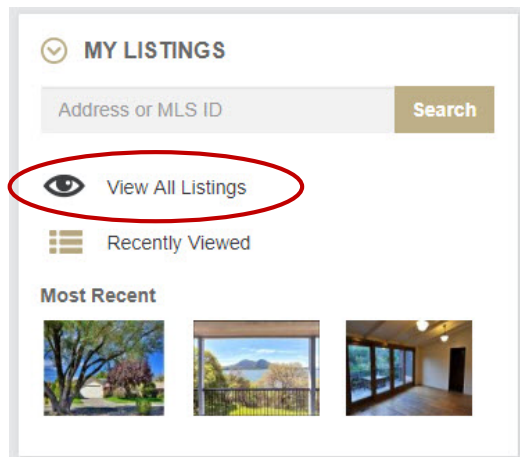 MY LISTINGS
Address or MLS ID
Search
View All Listings
Recently Viewed
Most Recent